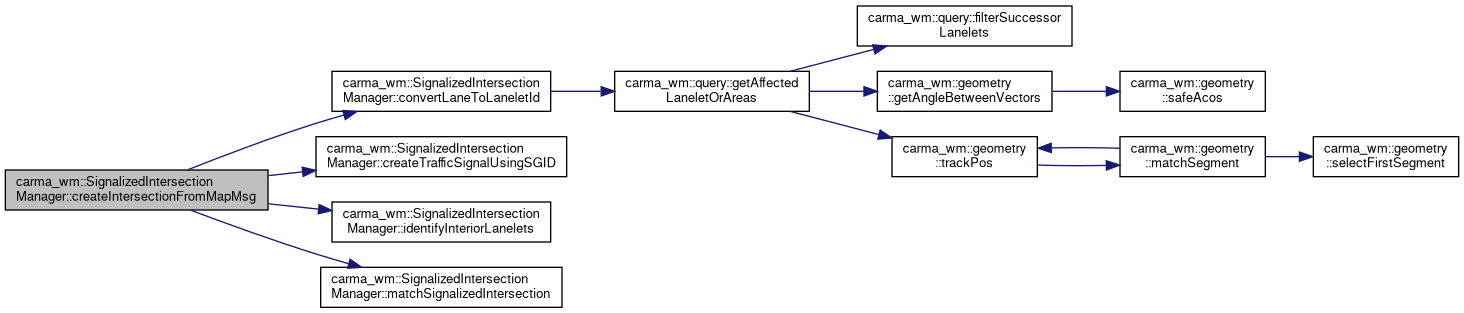 carma_wm::SignalizedIntersection
Manager::createIntersectionFromMapMsg
carma_wm::SignalizedIntersection
Manager::convertLaneToLaneletId
carma_wm::SignalizedIntersection
Manager::createTrafficSignalUsingSGID
carma_wm::SignalizedIntersection
Manager::identifyInteriorLanelets
carma_wm::SignalizedIntersection
Manager::matchSignalizedIntersection
carma_wm::query::getAffected
LaneletOrAreas
carma_wm::query::filterSuccessor
Lanelets
carma_wm::geometry
::getAngleBetweenVectors
carma_wm::geometry
::trackPos
carma_wm::geometry
::safeAcos
carma_wm::geometry
::matchSegment
carma_wm::geometry
::selectFirstSegment